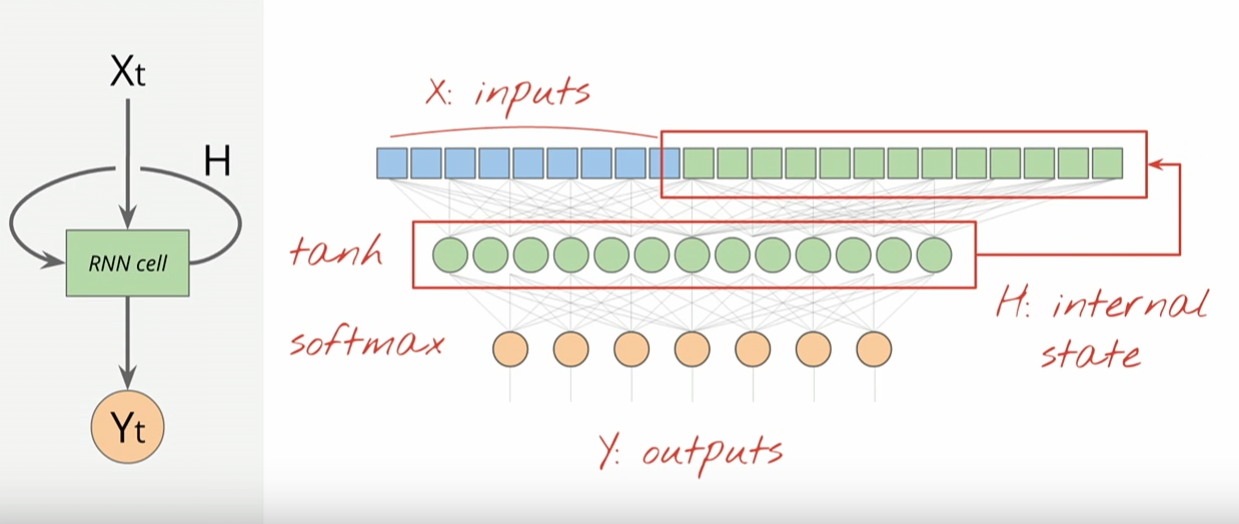 Xt
H
RNN cell
Yt
X: inputs
tanh
H: internal
state
softmax
Y: outputs